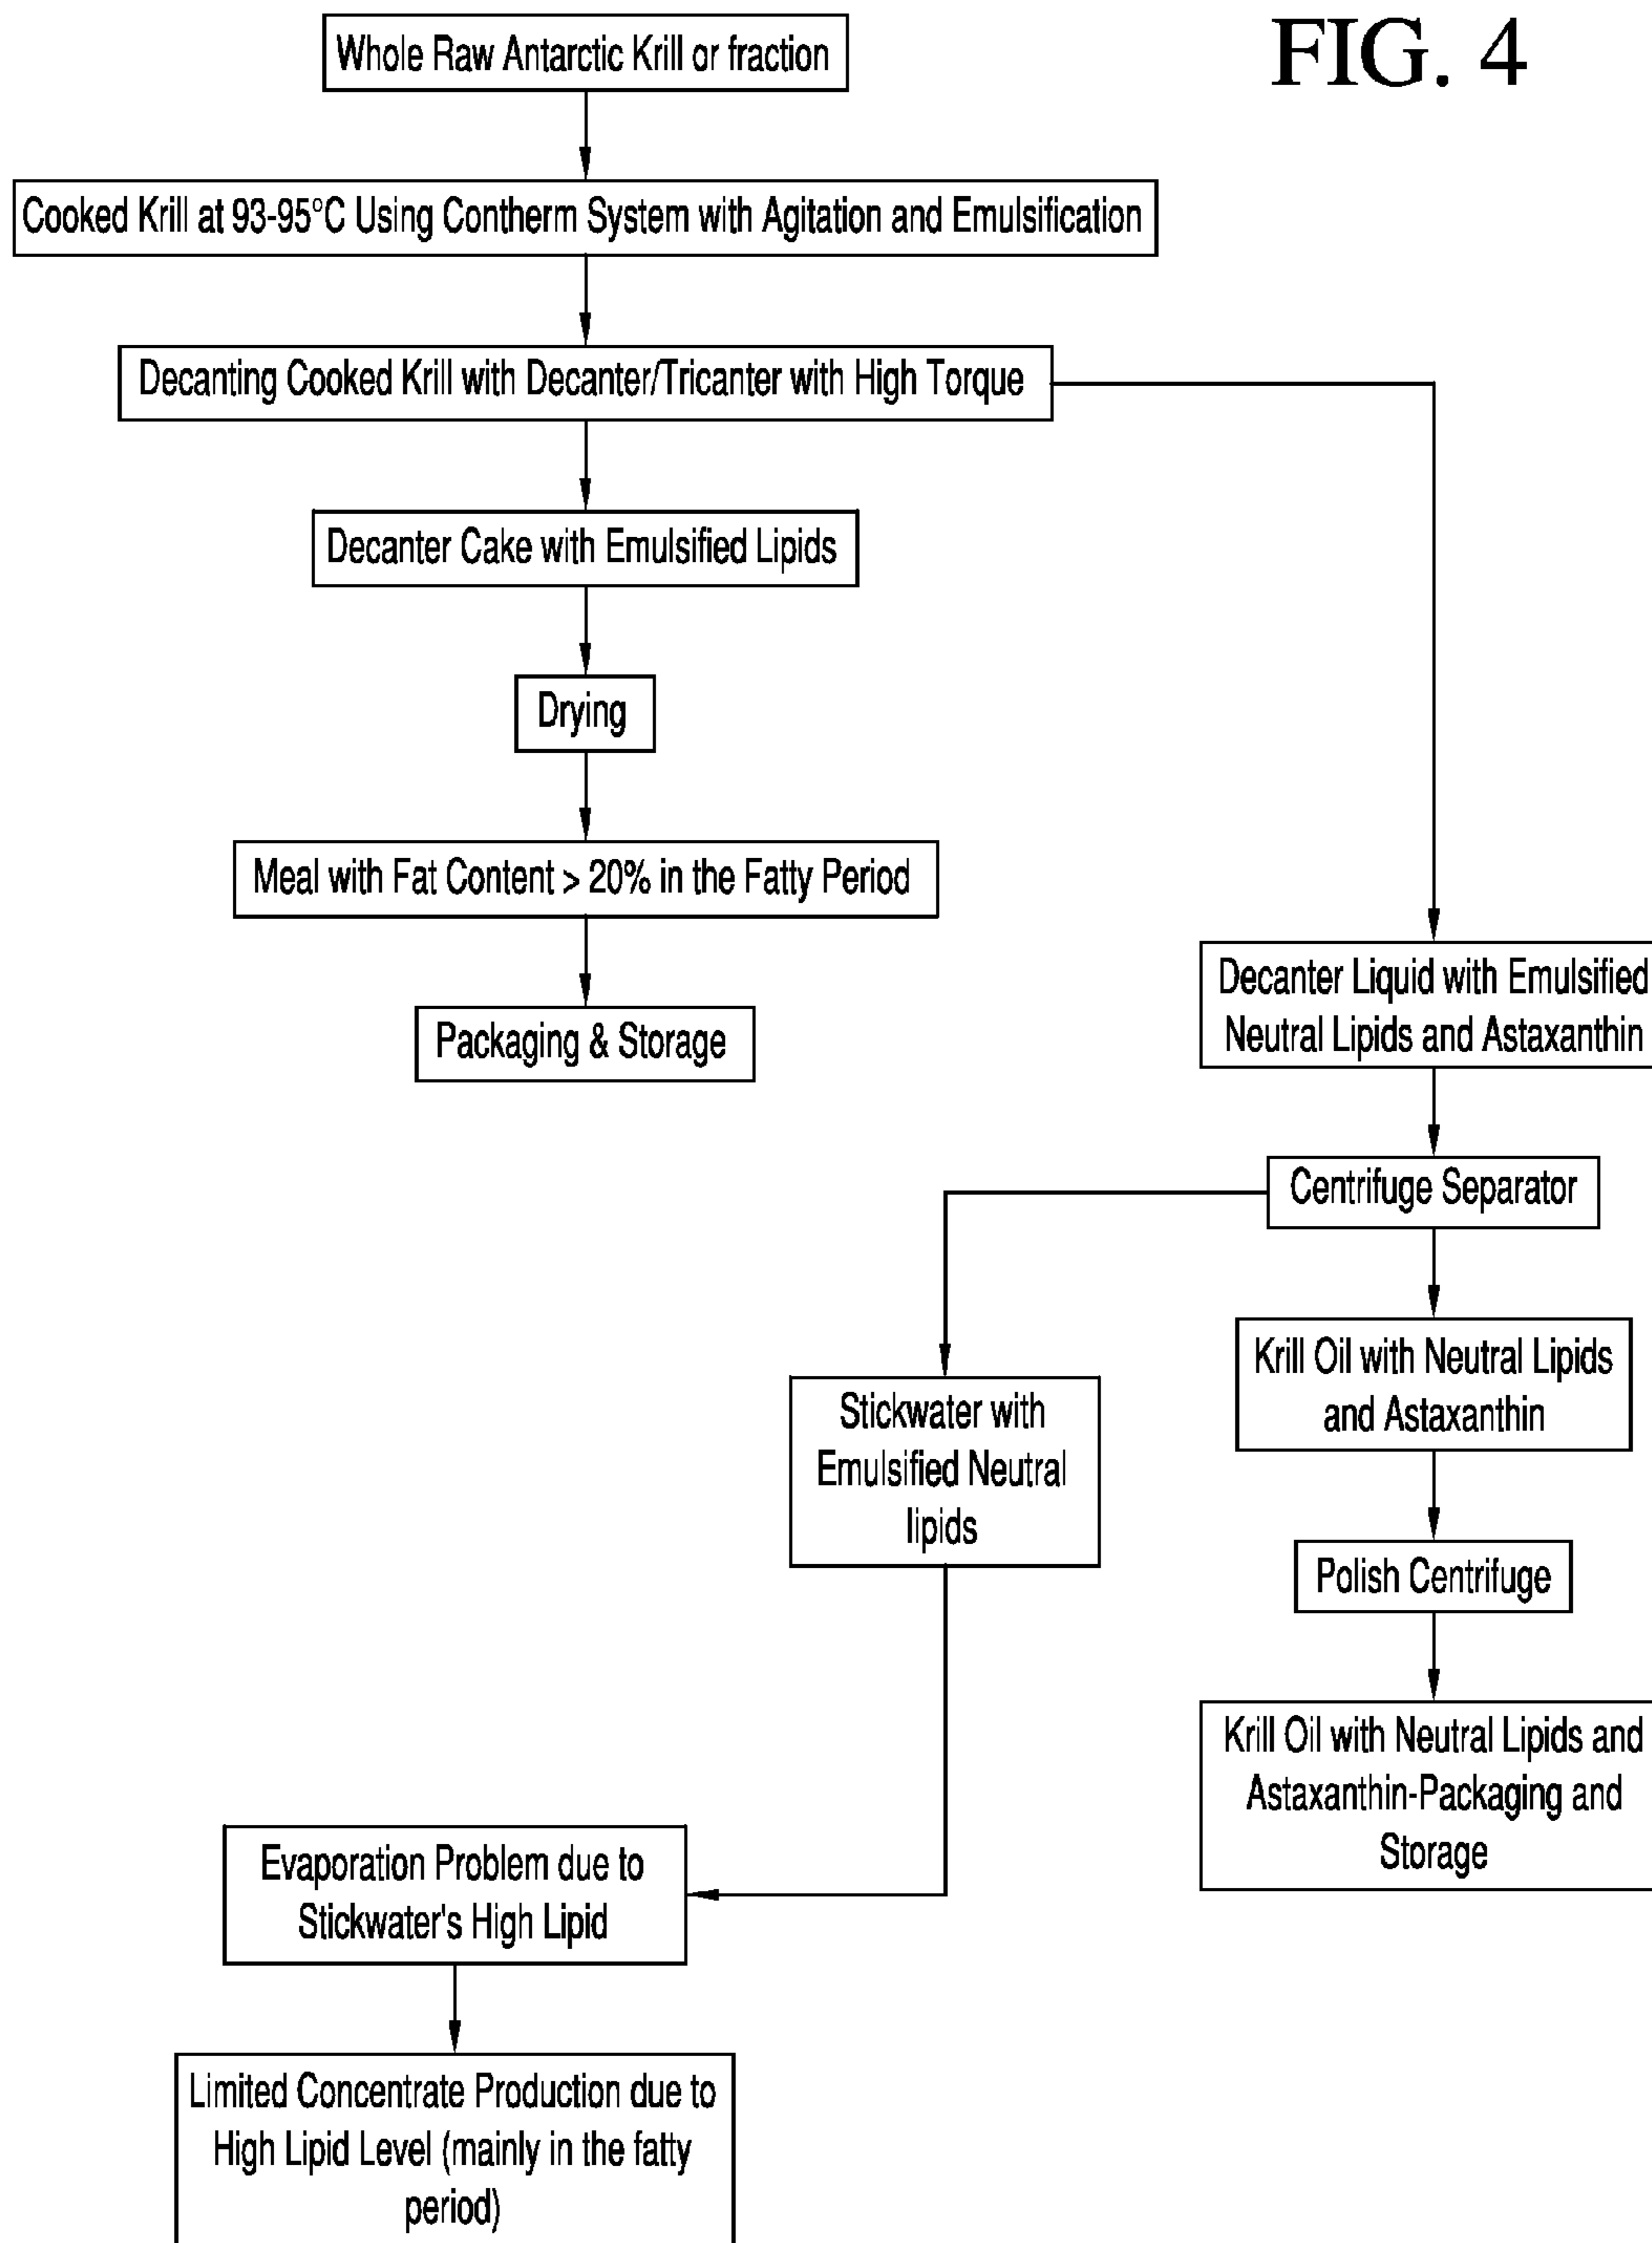 FIG. 4
Whole Raw Antarctic Krill or fraction
Cooked Krill at 93-95°C Using Contherm System with Agitation and Emulsification
Decanting Cooked Krill with Decanter/Tricanter with High Torque
Decanter Cake with Emulsified Lipids
Drying
Meal with Fat Content > 20% in the Fatty Period
Packaging & Storage
Decanter Liquid with Emulsified
Neutral Lipids and Astaxanthin
Centrifuge Separator
Krill Oil with Neutral Lipids
and Astaxanthin
Polish Centrifuge
Krill Oil with Neutral Lipids and
Astaxanthin-Packaging and
Storage
Stickwater with
Emulsified Neutral
lipids
Evaporation Problem due to
Stickwater's High Lipid
Limited Concentrate Production due to
High Lipid Level (mainly in the fatty
period)